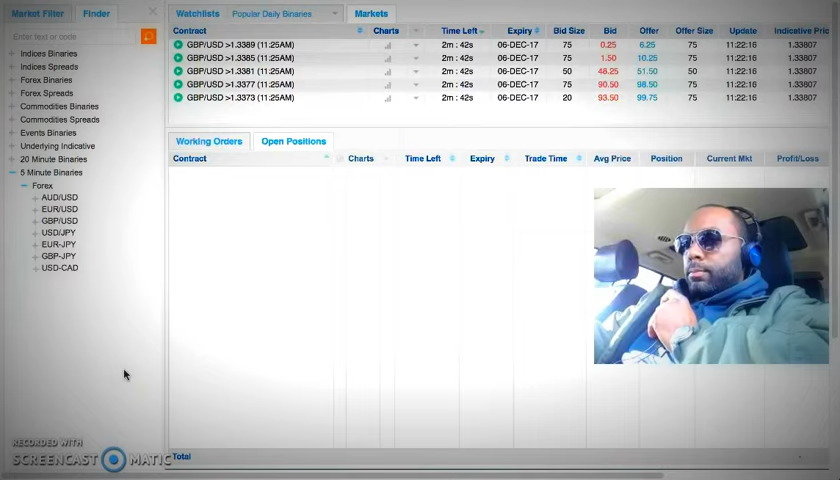 Market Filter Finder Watchlists Popular Daily Binaries Markets
Enter text or code
Indices Binaries
Indices Spreads
Forex Binaries
Forex Spreads
Commodities Binaries
Commodities Spreads
Events Binaries
Underlying Indicative
20 Minute Binaries
5 Minute Binaries
Forex
AUD/USD
EUR/USD
GBP/USD
USD/JPY
EUR-JPY
GBP-JPY
USD-CAD
Contract Charts Time Left Expiry Bid Size Bid Offer Offer Size Update Indicative Pric
GBP/USD >1.3389 (11:25AM) 2m : 42s 06-DEC-17 75 0.25 6.25 75 11:22:16 1.33807
GBP/USD >1.3385 (11:25AM) 2m : 42s 06-DEC-17 75 1.50 10.25 75 11:22:16 1.33807
GBP/USD >1.3381 (11:25AM) 2m : 42s 06-DEC-17 50 48.25 51.50 50 11:22:16 1.33807
GBP/USD >1.3377 (11:25AM) 2m : 42s 06-DEC-17 75 90.50 98.50 75 11:22:16 1.33807
GBP/USD >1.3373 (11:25AM) 2m : 42s 06-DEC-17 20 93.50 99.75 75 11:22:16 1.33807
Working Orders Open Positions
Contract Charts Time Left Expiry Trade Time Avg Price Position Current Mkt Profit/Loss
Total
RECORDED WITH
SCREENCAST MATIC